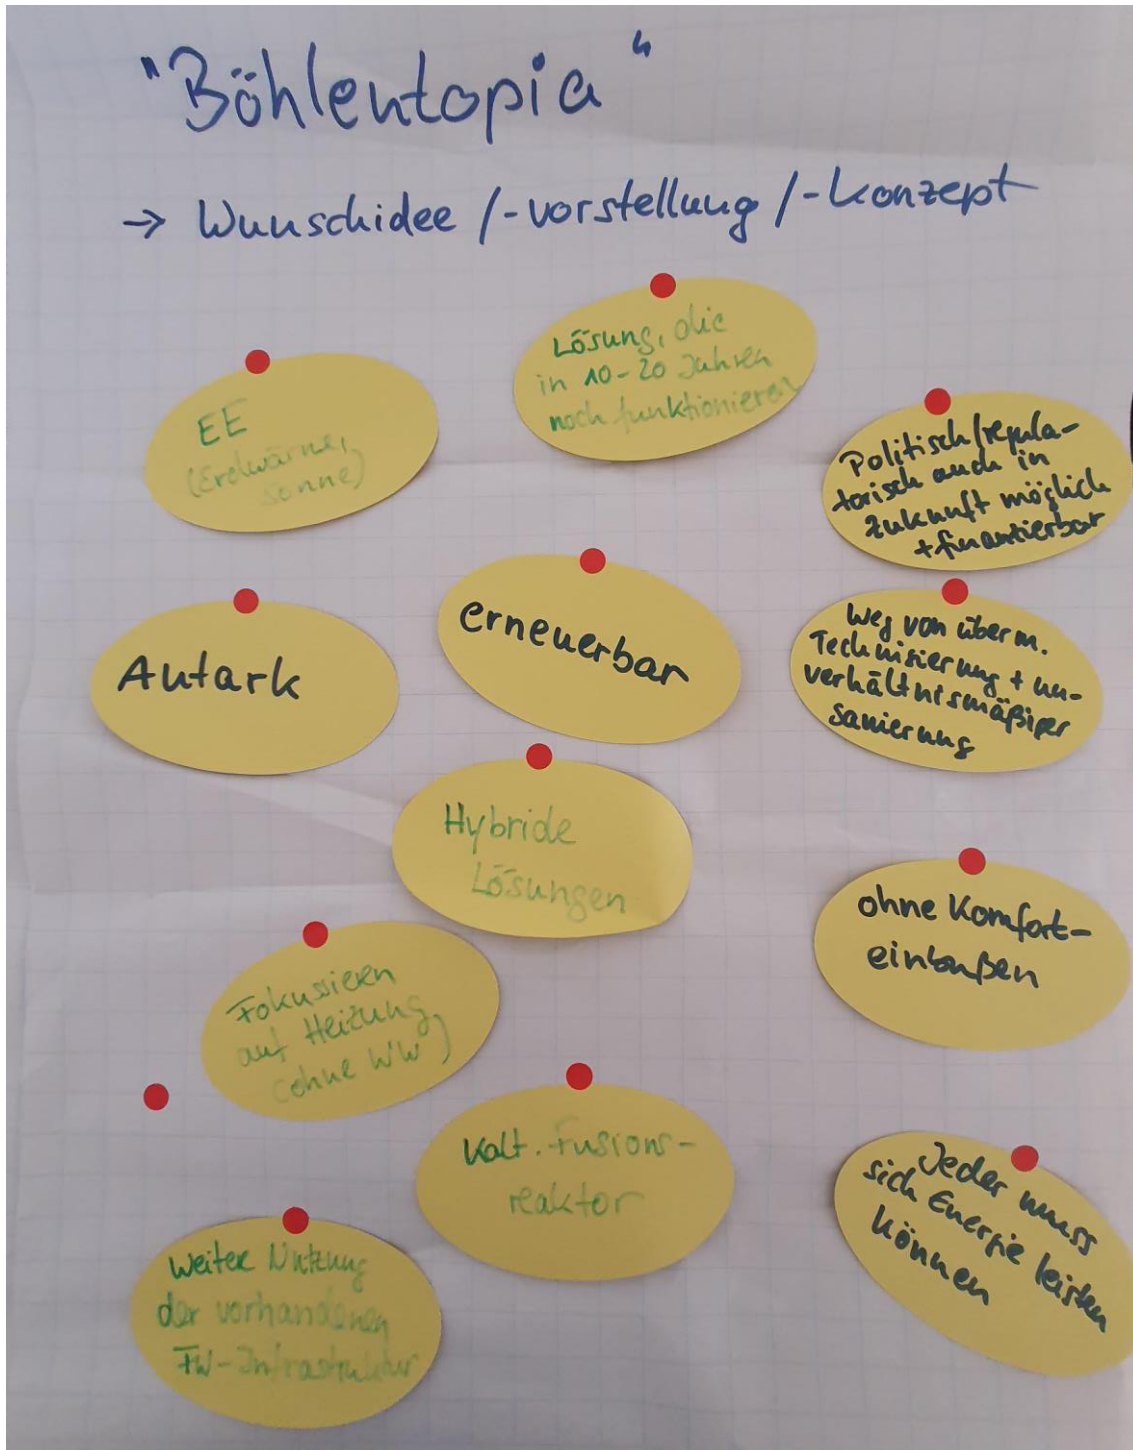 "Böhlentopia"
→ Wunschidee /-vorstellung /-konzept
Lösung, die
in 10-20 Jahren
noch funktionieren
EE
(Erdwärme,
Sonne)
Politisch/regula-
torisch auch in
Zukunft möglich
+ finanzierbar
Autark
erneuerbar
Weg von überm.
Technisierung + un-
verhältnismäßiger
Sanierung
Hybride
Lösungen
ohne Komfort-
einbußen
Fokussieren
auf Heizung
(ohne WW)
Kalt. Fusions-
reaktor
Jeder muss
sich Energie leisten
können
Weitere Nutzung
der vorhandenen
FW-Infrastruktur